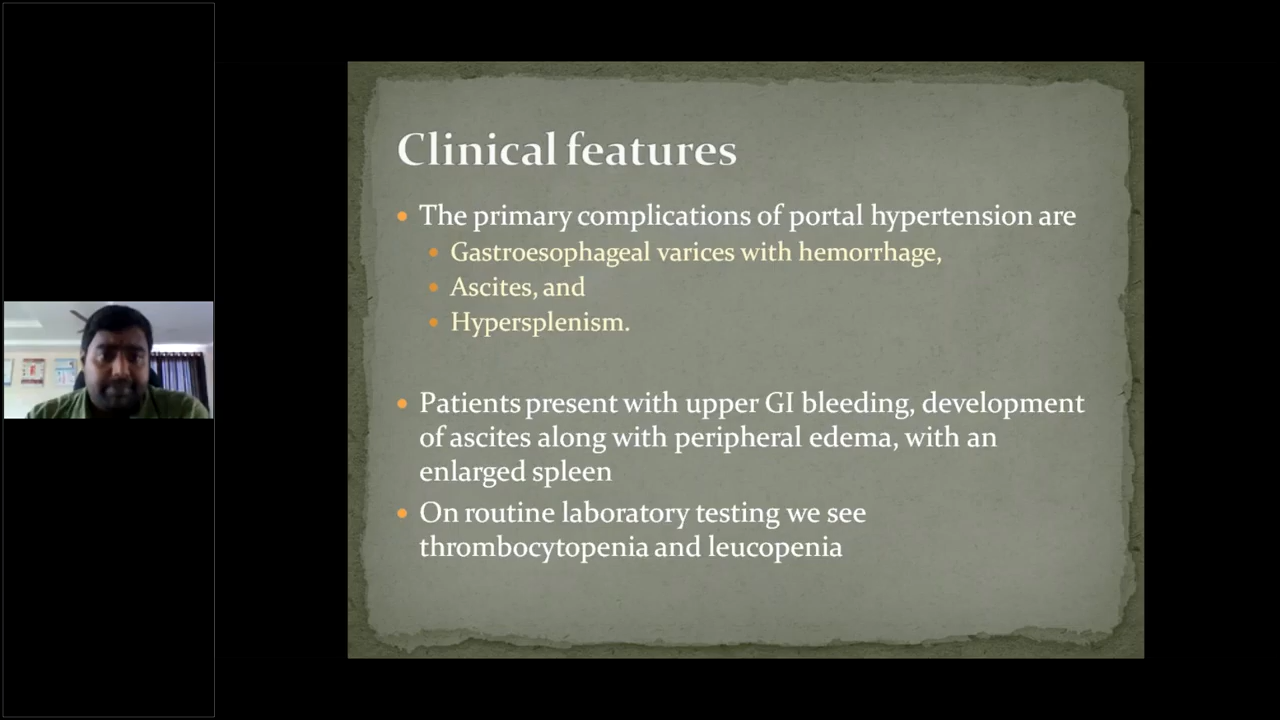 Clinical features
The primary complications of portal hypertension are
Gastroesophageal varices with hemorrhage,
Ascites, and
Hypersplenism.
Patients present with upper GI bleeding, development
of ascites along with peripheral edema, with an
enlarged spleen
On routine laboratory testing we see
thrombocytopenia and leucopenia